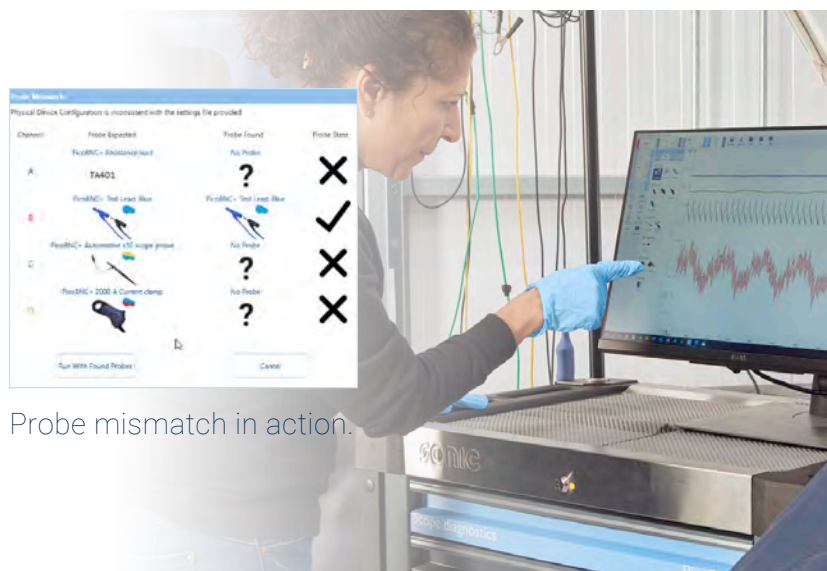 Probe Mismatch
Physical Device Configuration is inconsistent with the settings file provided
Channel Probe Expected Probe Found Probe State
PicoBNC+ Resistance lead No Probe
A TA401 ?
PicoBNC+ Test Lead: Blue PicoBNC+ Test Lead: Blue
B
PicoBNC+ Automotive x10 scope probe No Probe
C ?
PicoBNC+ 2000 A Current clamp No Probe
D ?
Run With Found Probes Cancel
Probe mismatch in action.
SONIC
Scope diagnostics